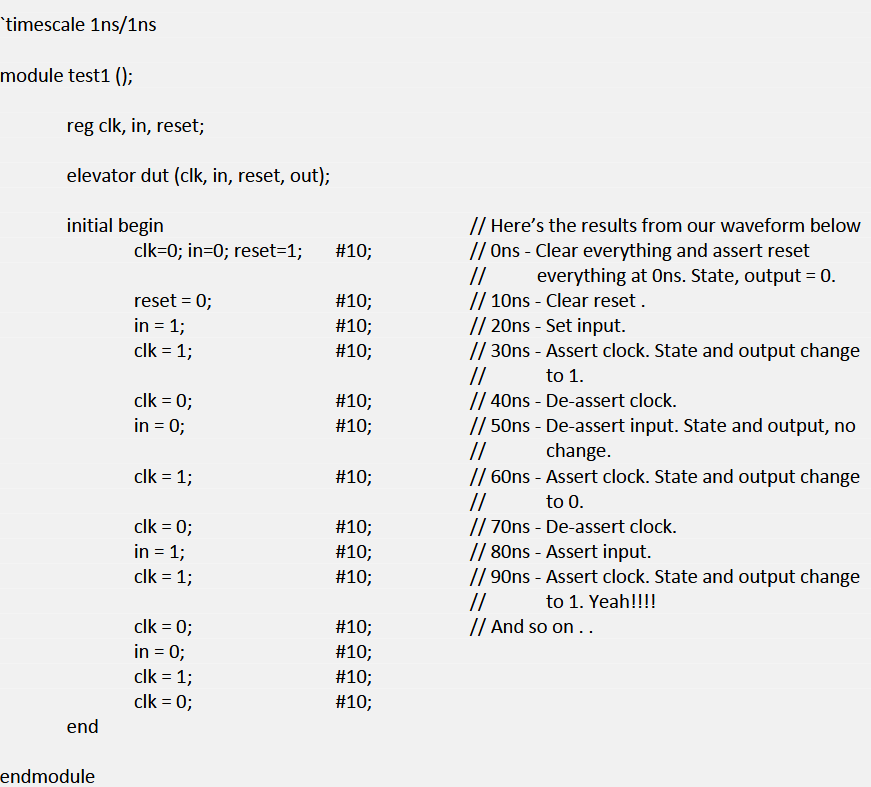 `timescale 1ns/1ns
module test1 ();
reg clk, in, reset;
elevator dut (clk, in, reset, out);
initial begin // Here’s the results from our waveform below
clk=0; in=0; reset=1; #10; // 0ns - Clear everything and assert reset
// everything at 0ns. State, output = 0.
reset = 0; #10; // 10ns - Clear reset .
in = 1; #10; // 20ns - Set input.
clk = 1; #10; // 30ns - Assert clock. State and output change
// to 1.
clk = 0; #10; // 40ns - De-assert clock.
in = 0; #10; // 50ns - De-assert input. State and output, no
// change.
clk = 1; #10; // 60ns - Assert clock. State and output change
// to 0.
clk = 0; #10; // 70ns - De-assert clock.
in = 1; #10; // 80ns - Assert input.
clk = 1; #10; // 90ns - Assert clock. State and output change
// to 1. Yeah!!!!
clk = 0; #10; // And so on . .
in = 0; #10;
clk = 1; #10;
clk = 0; #10;
end
endmodule